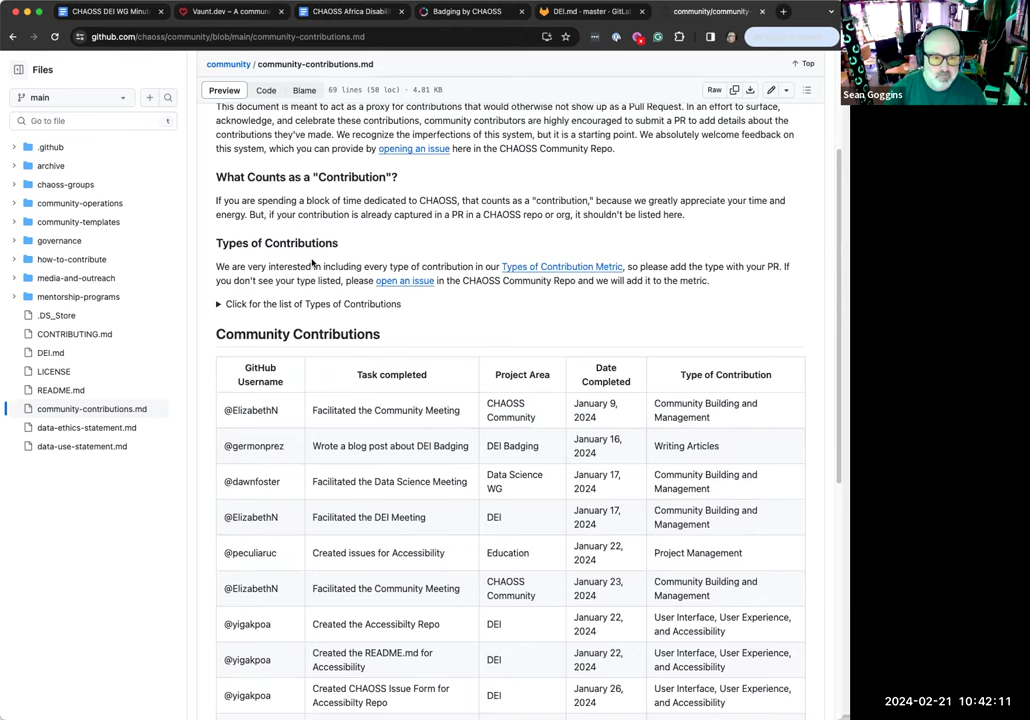 CHAOSS DEI WG Minut
Vaunt.dev – A commun
CHAOSS Africa Disabili
Badging by CHAOSS
DEI.md · master · GitLab
community/community-
github.com/chaoss/community/blob/main/community-contributions.md
Sean Goggins
Files
main
Go to file
t
.github
archive
chaoss-groups
community-operations
community-templates
governance
how-to-contribute
media-and-outreach
mentorship-programs
.DS_Store
CONTRIBUTING.md
DEI.md
LICENSE
README.md
community-contributions.md
data-ethics-statement.md
data-use-statement.md
community / community-contributions.md
Top
Preview Code Blame 69 lines (58 loc) · 4.81 KB
Raw
This document is meant to act as a proxy for contributions that would otherwise not show up as a Pull Request. In an effort to surface,
acknowledge, and celebrate these contributions, community contributors are highly encouraged to submit a PR to add details about the
contributions they've made. We recognize the imperfections of this system, but it is a starting point. We absolutely welcome feedback on
this system, which you can provide by opening an issue here in the CHAOSS Community Repo.
What Counts as a "Contribution"?
If you are spending a block of time dedicated to CHAOSS, that counts as a "contribution," because we greatly appreciate your time and
energy. But, if your contribution is already captured in a PR in a CHAOSS repo or org, it shouldn't be listed here.
Types of Contributions
We are very interested in including every type of contribution in our Types of Contribution Metric, so please add the type with your PR. If
you don't see your type listed, please open an issue in the CHAOSS Community Repo and we will add it to the metric.
Click for the list of Types of Contributions
Community Contributions
GitHub
Username
Task completed
Project Area
Date
Completed
Type of Contribution
@ElizabethN
Facilitated the Community Meeting
CHAOSS
Community
January 9,
2024
Community Building and
Management
@germonprez
Wrote a blog post about DEI Badging
DEI Badging
January 16,
2024
Writing Articles
@dawnfoster
Facilitated the Data Science Meeting
Data Science
WG
January 17,
2024
Community Building and
Management
@ElizabethN
Facilitated the DEI Meeting
DEI
January 17,
2024
Community Building and
Management
@peculiaruc
Created issues for Accessibility
Education
January 22,
2024
Project Management
@ElizabethN
Facilitated the Community Meeting
CHAOSS
Community
January 23,
2024
Community Building and
Management
@yigakpoa
Created the Accessibilty Repo
DEI
January 22,
2024
User Interface, User Experience,
and Accessibility
@yigakpoa
Created the README.md for
Accessibility
DEI
January 22,
2024
User Interface, User Experience,
and Accessibility
@yigakpoa
Created CHAOSS Issue Form for
Accessibilty Repo
DEI
January 26,
2024
User Interface, User Experience,
and Accessibility
2024-02-21 10:42:11